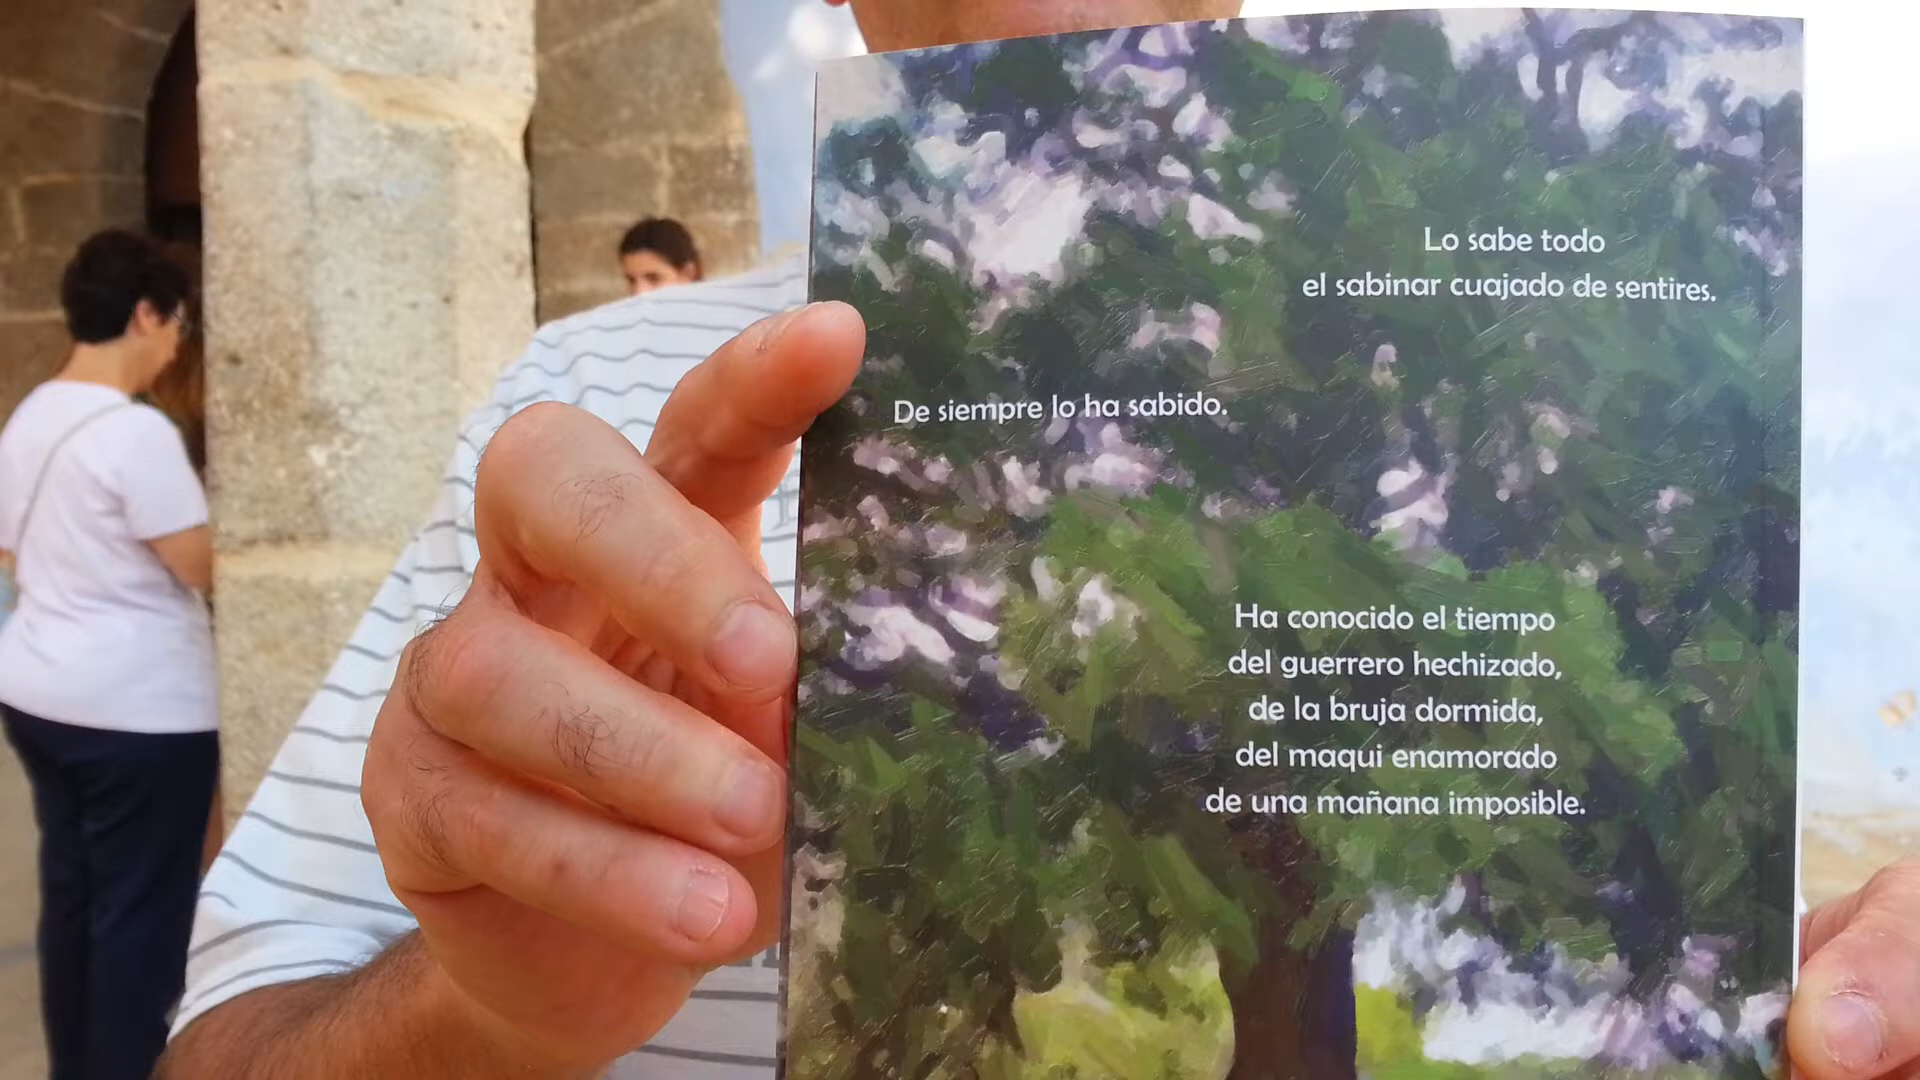 Lo sabe todo
el sabinar cuajado de sentires.
De siempre lo ha sabido.
Ha conocido el tiempo
del guerrero hechizado,
de la bruja dormida,
del maqui enamorado
de una mañana imposible.